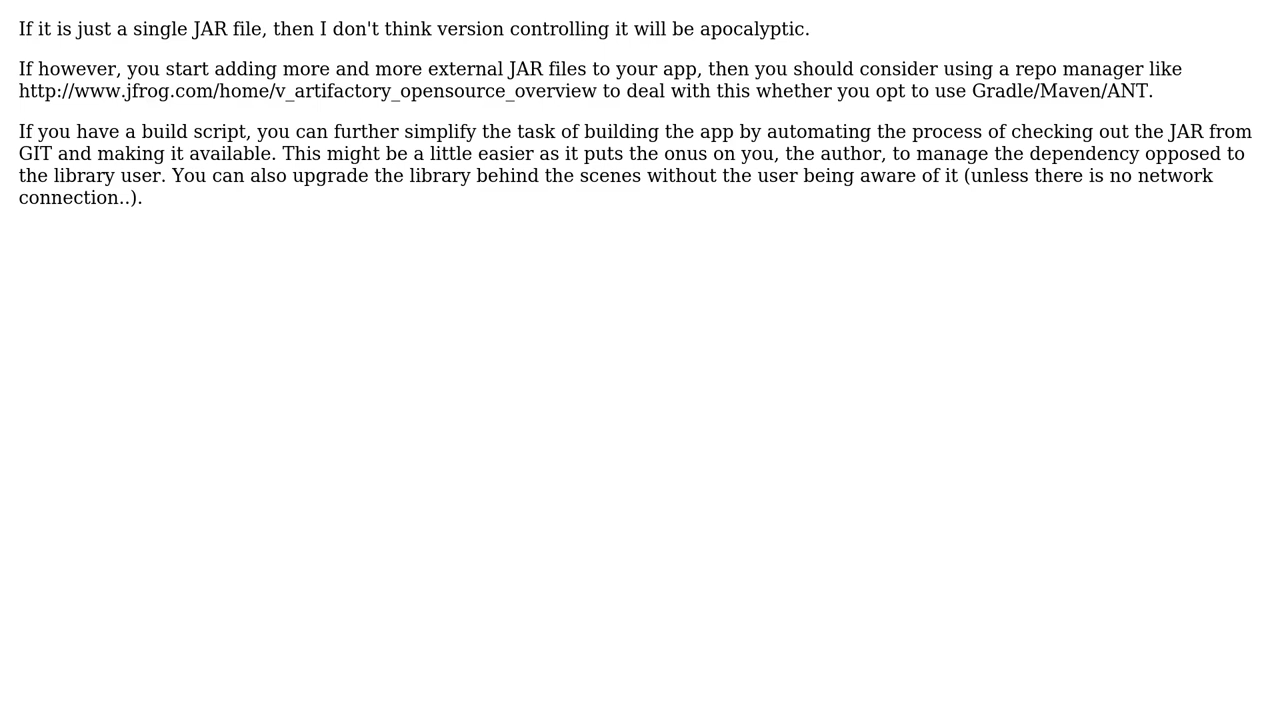 If it is just a single JAR file, then I don't think version controlling it will be apocalyptic.
If however, you start adding more and more external JAR files to your app, then you should consider using a repo manager like
http://www.jfrog.com/home/v_artifactory_opensource_overview to deal with this whether you opt to use Gradle/Maven/ANT.
If you have a build script, you can further simplify the task of building the app by automating the process of checking out the JAR from
GIT and making it available. This might be a little easier as it puts the onus on you, the author, to manage the dependency opposed to
the library user. You can also upgrade the library behind the scenes without the user being aware of it (unless there is no network
connection..).